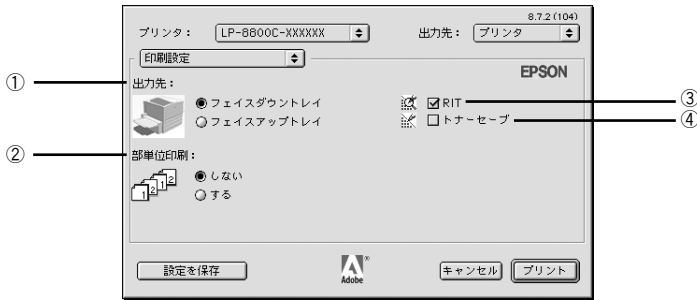 8.7.2 (104)
プリンタ： LP-8800C-XXXXXX 出力先： プリンタ
印刷設定
EPSON
① 出力先：
フェイスダウントレイ
フェイスアップトレイ
RIT ③
トナーセーブ ④
② 部単位印刷：
しない
する
1 2 1 2
設定を保存 Adobe ® キャンセル プリント